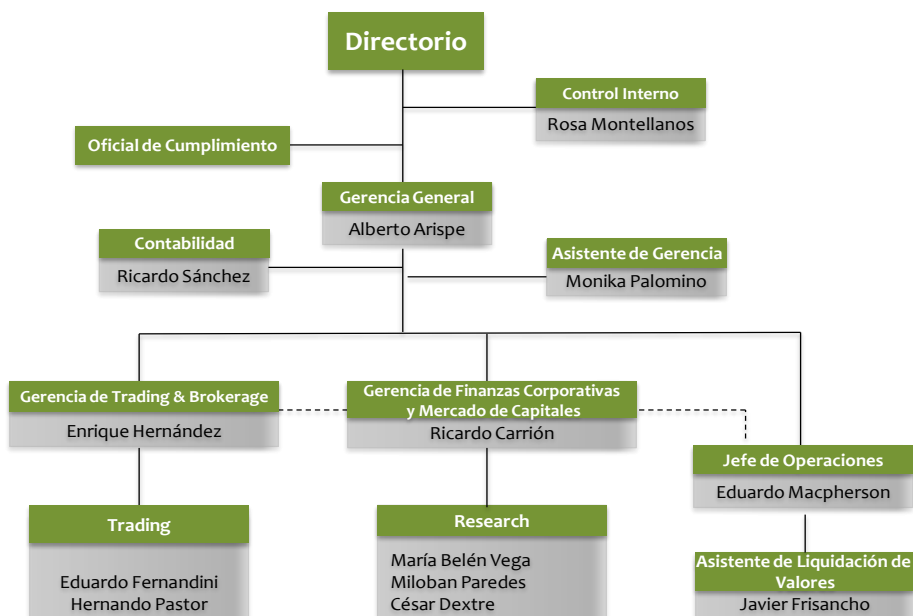 Directorio
Control Interno
Rosa Montellanos
Oficial de Cumplimiento
Gerencia General
Alberto Arispe
Contabilidad
Ricardo Sánchez
Asistente de Gerencia
Monika Palomino
Gerencia de Trading & Brokerage
Enrique Hernández
Gerencia de Finanzas Corporativas
y Mercado de Capitales
Ricardo Carrión
Jefe de Operaciones
Eduardo Macpherson
Trading
Eduardo Fernandini
Hernando Pastor
Research
María Belén Vega
Miloban Paredes
César Dextre
Asistente de Liquidación de
Valores
Javier Frisancho